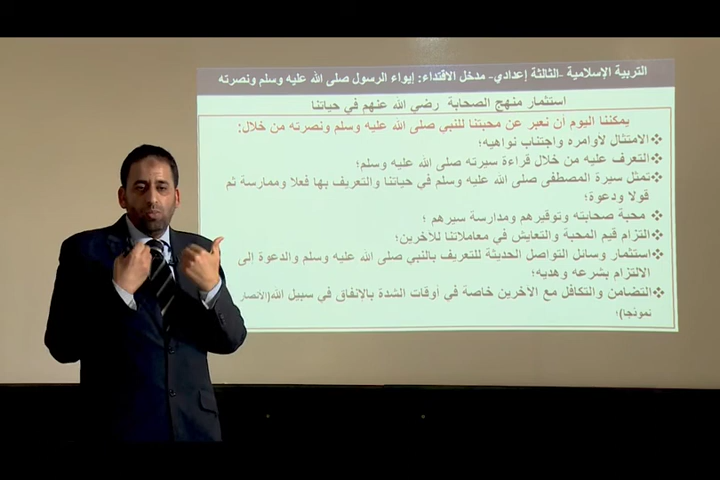 التربية الإسلامية -الثالثة إعدادي- مدخل الاقتداء: إيواء الرسول صلى الله عليه وسلم ونصرته
استثمار منهج الصحابة رضي الله عنهم في حياتنا
يمكننا اليوم أن نعبر عن محبتنا للنبي صلى الله عليه وسلم ونصرته من خلال:
❖الامتثال لأوامره واجتناب نواهيه؛
❖التعرف عليه من خلال قراءة سيرته صلى الله عليه وسلم؛
❖تمثل سيرة المصطفى صلى الله عليه وسلم في حياتنا والتعريف بها فعلا وممارسة ثم
قولا ودعوة؛
❖محبة صحابته وتوقيرهم ومدارسة سيرهم ؛
❖التزام قيم المحبة والتعايش في معاملاتنا للآخرين؛
❖استثمار وسائل التواصل الحديثة للتعريف بالنبي صلى الله عليه وسلم والدعوة إلى
الالتزام بشرعه وهديه؛
❖التضامن والتكافل مع الآخرين خاصة في أوقات الشدة بالإنفاق في سبيل الله(الأنصار
نموذجا)؛